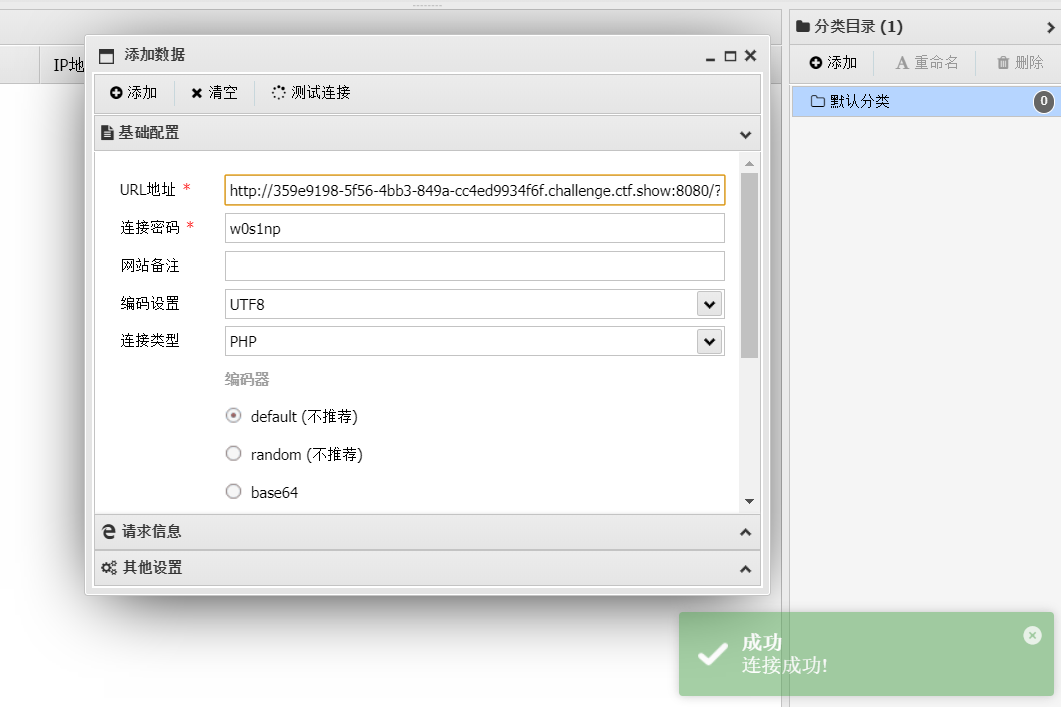 IP地
添加数据
添加 清空 测试连接
基础配置
URL地址 * http://359e9198-5f56-4bb3-849a-cc4ed9934f6f.challenge.ctf.show:8080/?
连接密码 * w0s1np
网站备注
编码设置 UTF8
连接类型 PHP
编码器
default (不推荐)
random (不推荐)
base64
请求信息
其他设置
分类目录 (1)
添加 A 重命名 删除
默认分类 0
成功
连接成功!